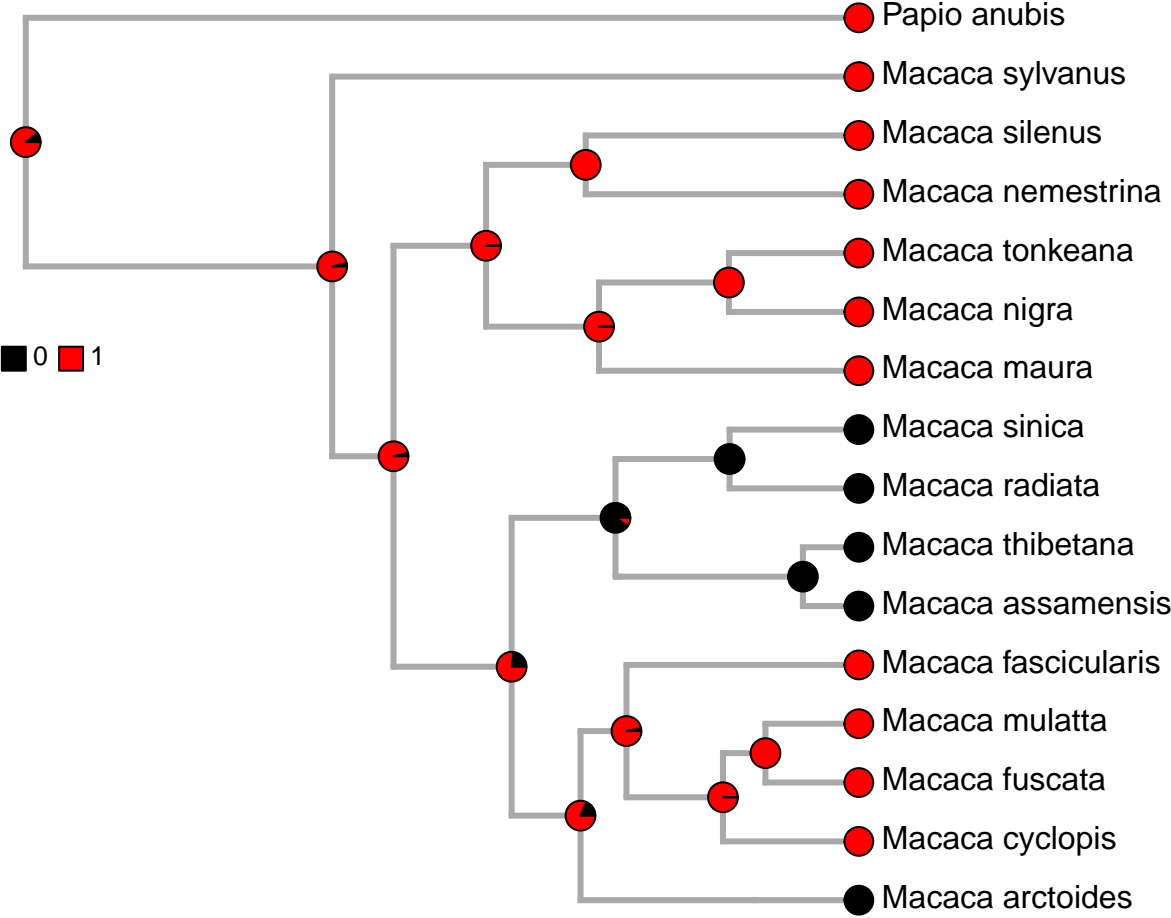 Papio anubis
Macaca sylvanus
Macaca silenus
Macaca nemestrina
Macaca tonkeana
Macaca nigra
0 1
Macaca maura
Macaca sinica
Macaca radiata
Macaca thibetana
Macaca assamensis
Macaca fascicularis
Macaca mulatta
Macaca fuscata
Macaca cyclopis
Macaca arctoides